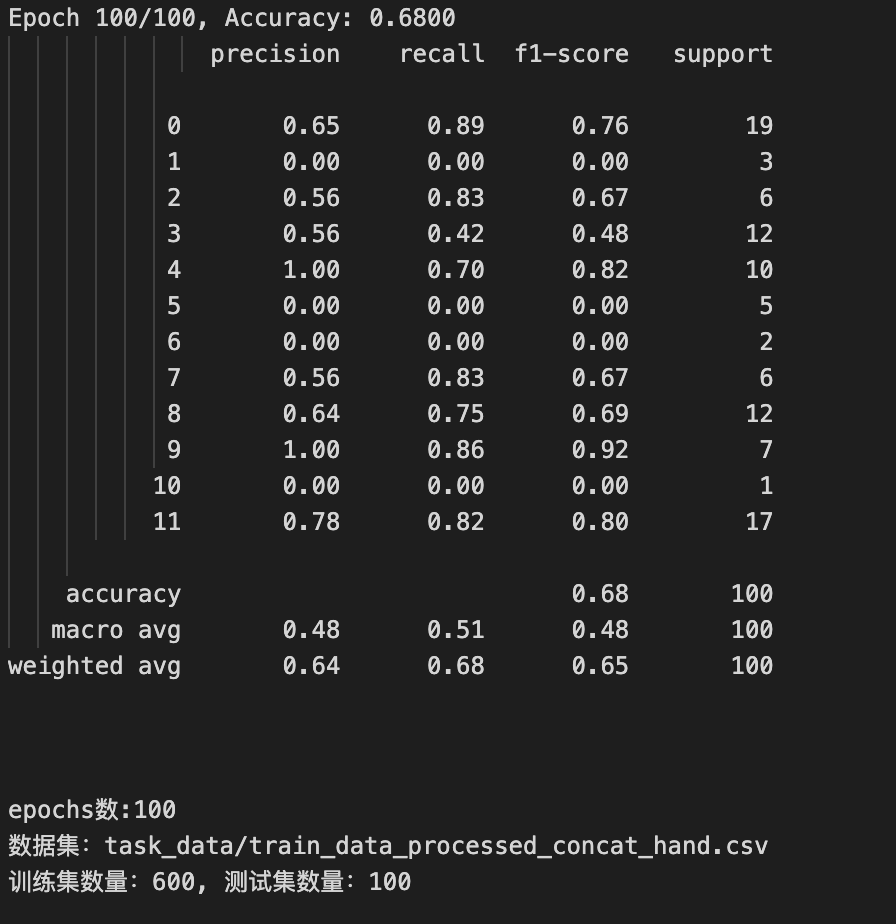 Epoch 100/100, Accuracy: 0.6800
precision recall f1-score support
0 0.65 0.89 0.76 19
1 0.00 0.00 0.00 3
2 0.56 0.83 0.67 6
3 0.56 0.42 0.48 12
4 1.00 0.70 0.82 10
5 0.00 0.00 0.00 5
6 0.00 0.00 0.00 2
7 0.56 0.83 0.67 6
8 0.64 0.75 0.69 12
9 1.00 0.86 0.92 7
10 0.00 0.00 0.00 1
11 0.78 0.82 0.80 17
accuracy 0.68 100
macro avg 0.48 0.51 0.48 100
weighted avg 0.64 0.68 0.65 100
epochs数:100
数据集：task_data/train_data_processed_concat_hand.csv
训练集数量：600，测试集数量：100